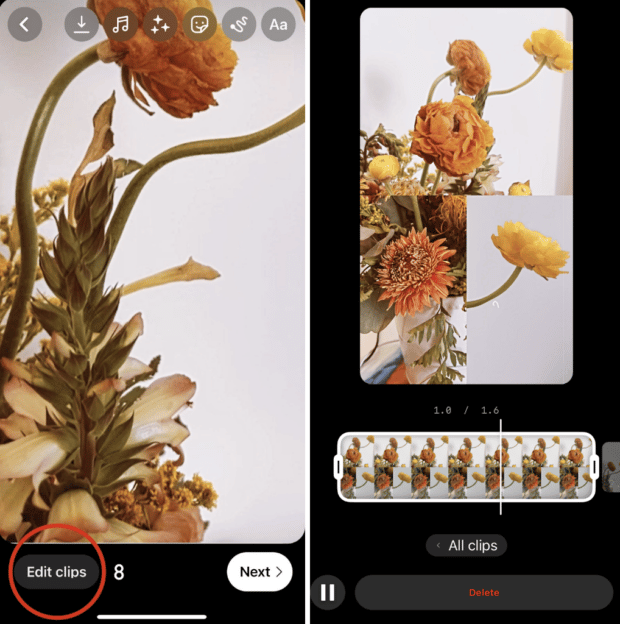 Aa
Edit clips
8
Next
1.0 / 1.6
All clips
Delete